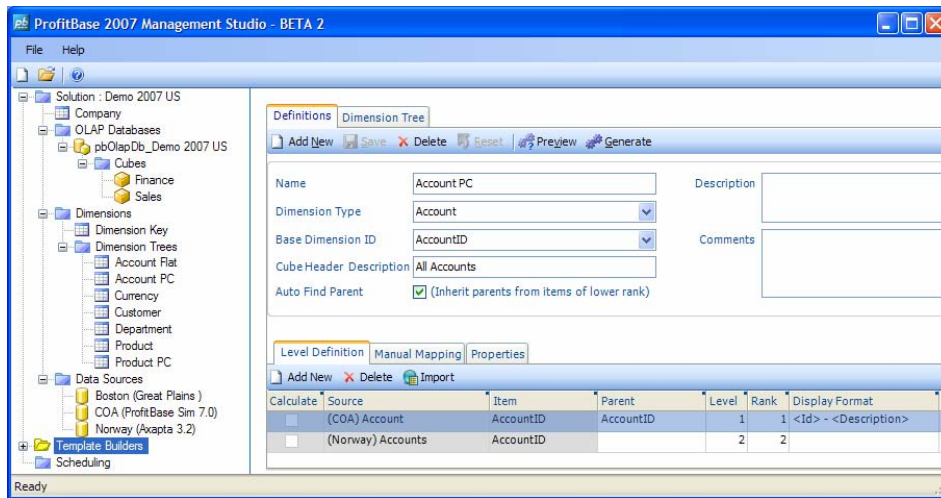 ProfitBase 2007 Management Studio - BETA 2
File Help
Solution : Demo 2007 US
Company
OLAP Databases
pbOlapDb_Demo 2007 US
Cubes
Finance
Sales
Dimensions
Dimension Key
Dimension Trees
Account Flat
Account PC
Currency
Customer
Department
Product
Product PC
Data Sources
Boston (Great Plains )
COA (ProfitBase Sim 7.0)
Norway (Axapta 3.2)
Template Builders
Scheduling
Definitions Dimension Tree
Add New Save Delete Reset Preview Generate
Name Account PC Description
Dimension Type Account
Base Dimension ID AccountID Comments
Cube Header Description All Accounts
Auto Find Parent (Inherit parents from items of lower rank)
Level Definition Manual Mapping Properties
Add New Delete Import
Calculate Source Item Parent Level Rank Display Format
(COA) Account AccountID AccountID 1 1 <Id> - <Description>
(Norway) Accounts AccountID 2 2
Ready